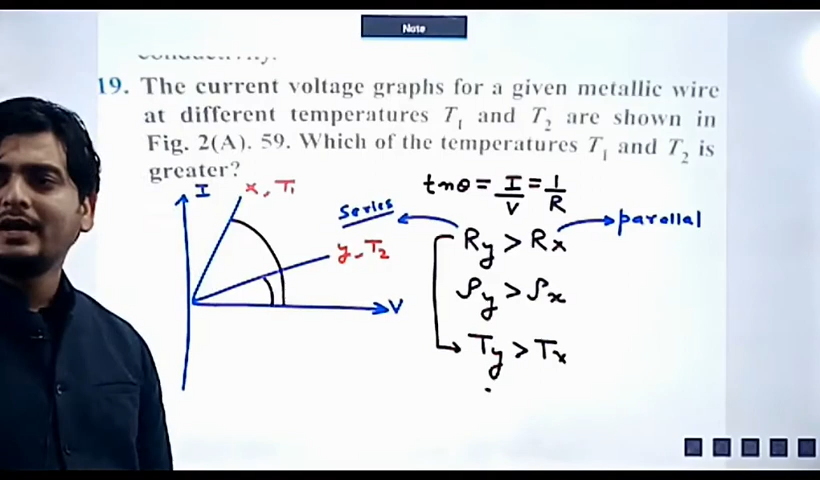 Note
19. The current voltage graphs for a given metallic wire
at different temperatures T₁ and T₂ are shown in
Fig. 2(A). 59. Which of the temperatures T₁ and T₂ is
greater?
I
x, T₁
y, T₂
V
tnθ = I/V = 1/R
Series
Ry > Rx
parallal
ρy > ρx
Ty > Tx